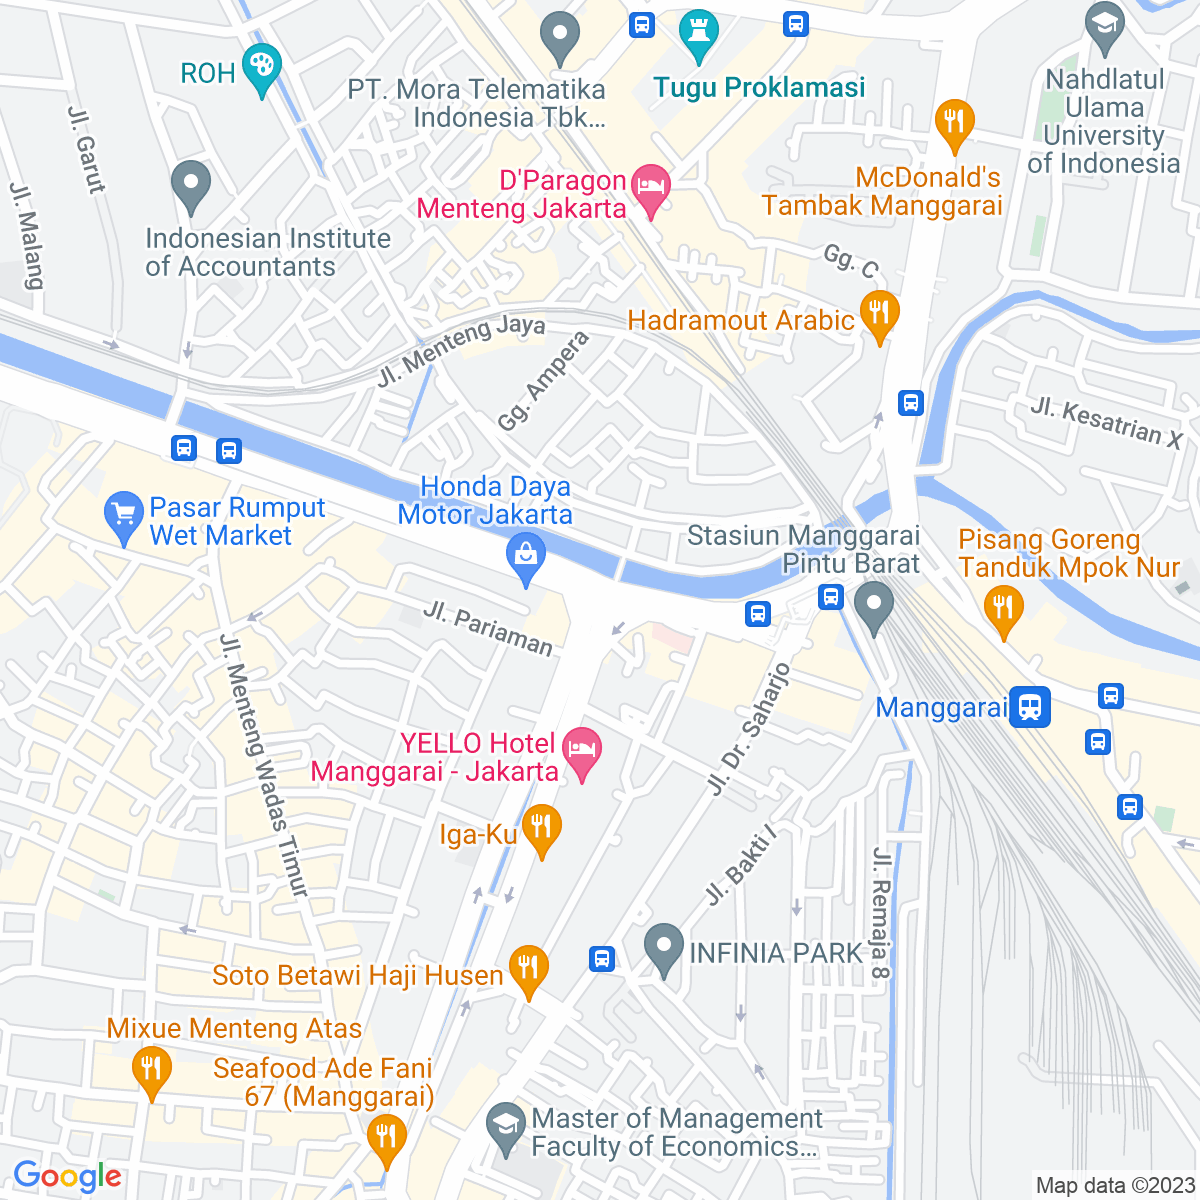 ROH
PT. Mora Telematika
Indonesia Tbk...
Tugu Proklamasi
Nahdlatul
Ulama
University
of Indonesia
Jl. Garut
Jl. Malang
D'Paragon
Menteng Jakarta
McDonald's
Tambak Manggarai
Indonesian Institute
of Accountants
Gg. C
Hadramout Arabic
Jl. Menteng Jaya
Gg. Ampera
Jl. Kesatrian X
Pasar Rumput
Wet Market
Honda Daya
Motor Jakarta
Stasiun Manggarai
Pintu Barat
Pisang Goreng
Tanduk Mpok Nur
Jl. Pariaman
Jl. Menteng Wadas Timur
Jl. Dr. Saharjo
Manggarai
YELLO Hotel
Manggarai - Jakarta
Iga-Ku
Jl. Bakti I
Jl. Remaja 8
INFINIA PARK
Soto Betawi Haji Husen
Mixue Menteng Atas
Seafood Ade Fani
67 (Manggarai)
Master of Management
Faculty of Economics...
Google
Map data ©2023